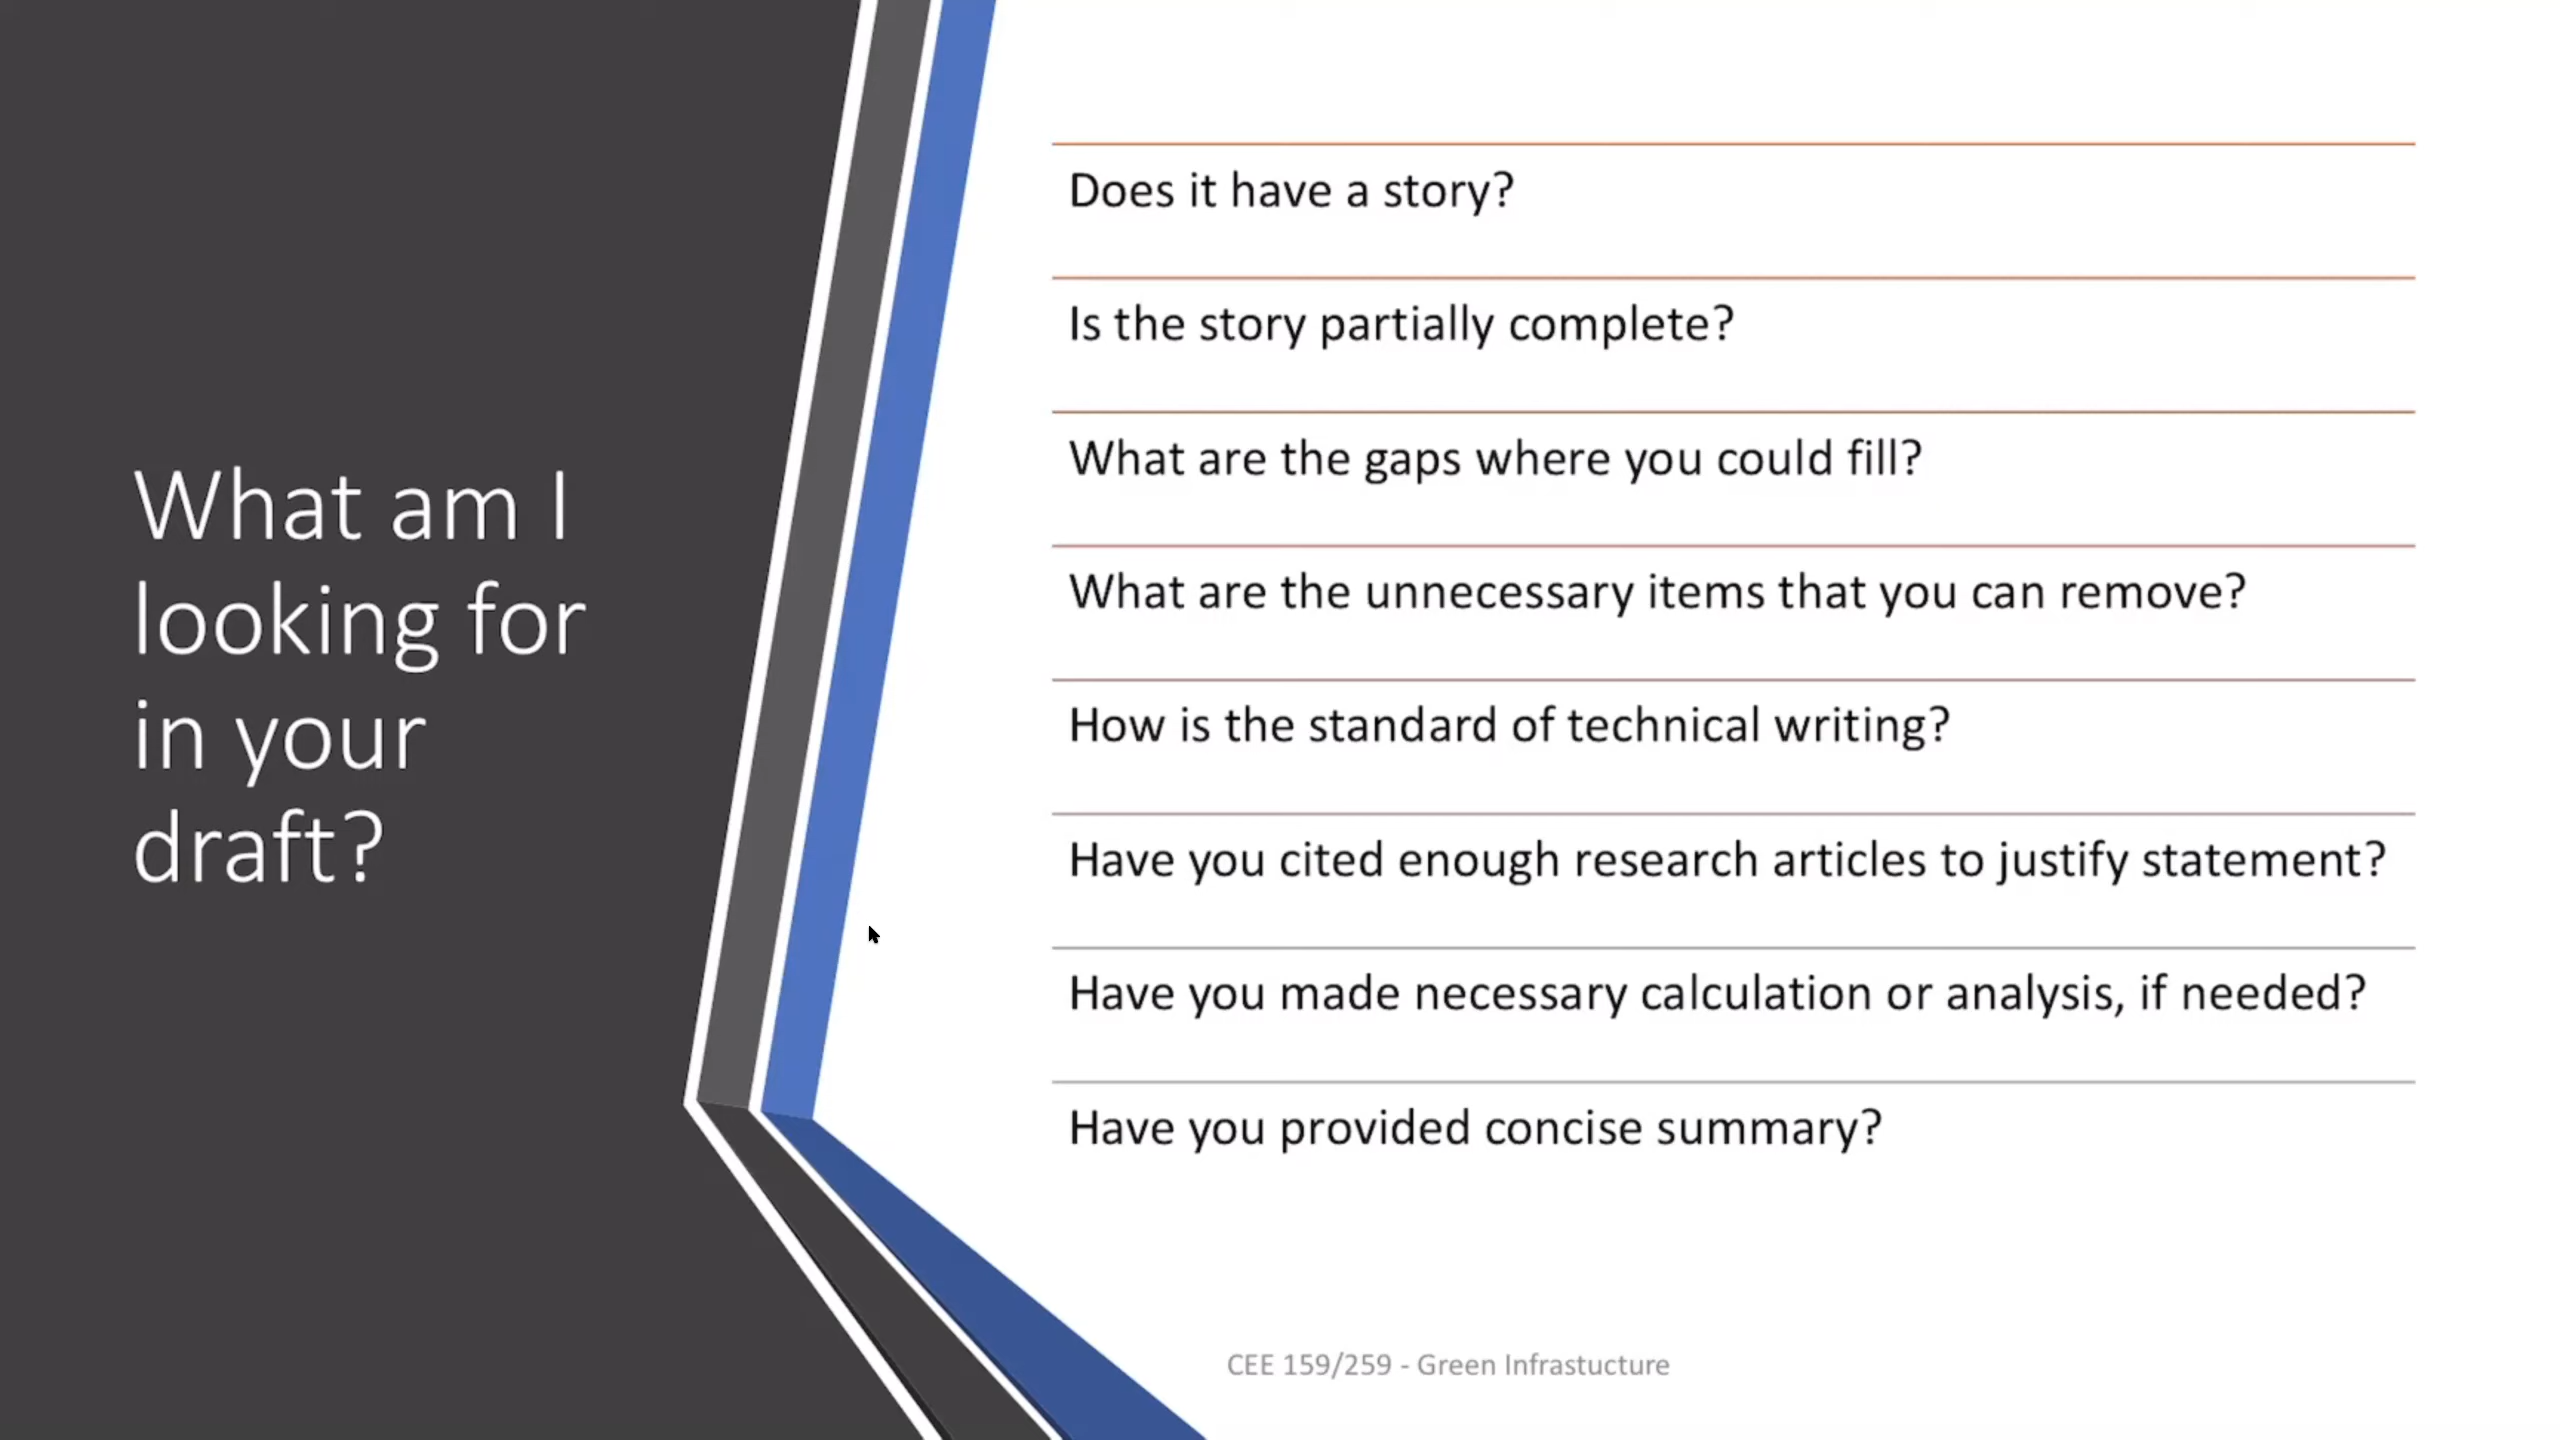 What am I
looking for
in your
draft?
Does it have a story?
Is the story partially complete?
What are the gaps where you could fill?
What are the unnecessary items that you can remove?
How is the standard of technical writing?
Have you cited enough research articles to justify statement?
Have you made necessary calculation or analysis, if needed?
Have you provided concise summary?
CEE 159/259 - Green Infrastucture